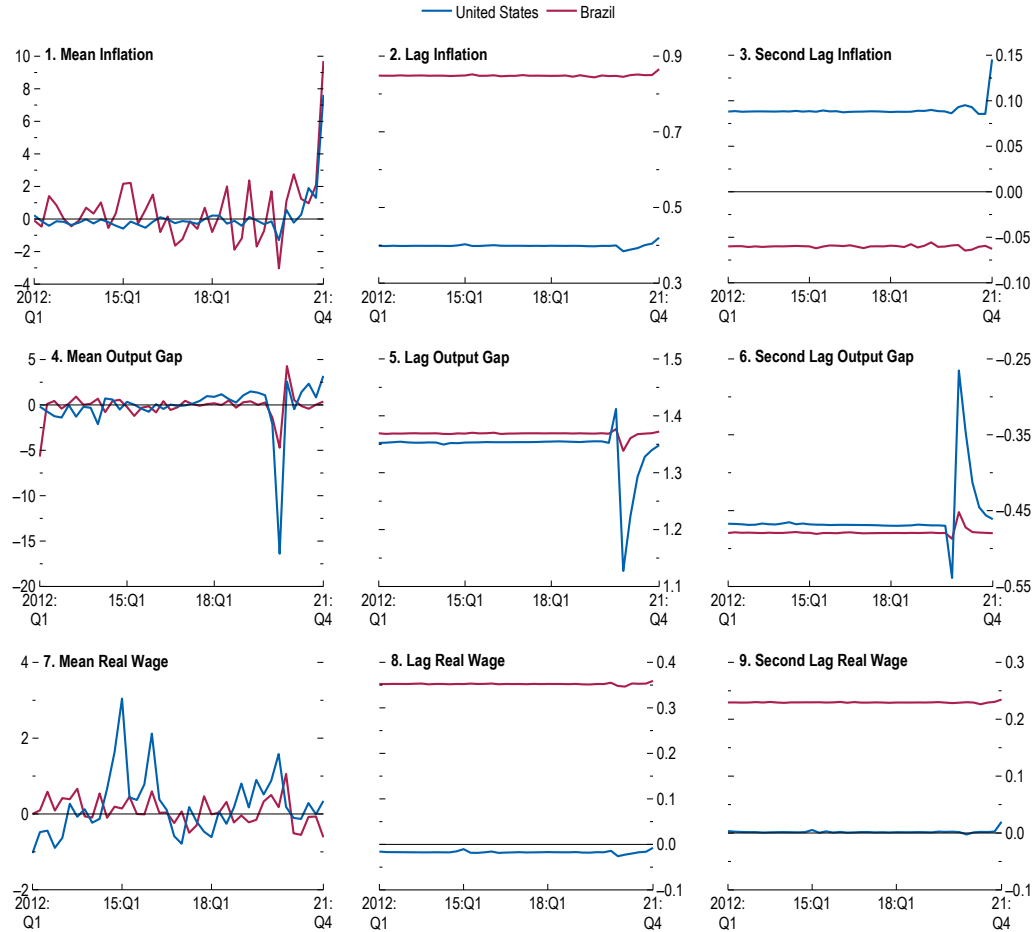 United States Brazil
1. Mean Inflation
10
8
6
4
2
0
−2
−4
2012:
Q1
15:Q1
18:Q1
21:
Q4
2. Lag Inflation
0.9
0.7
0.5
0.3
2012:
Q1
15:Q1
18:Q1
21:
Q4
3. Second Lag Inflation
0.15
0.10
0.05
0.00
−0.05
−0.10
2012:
Q1
15:Q1
18:Q1
21:
Q4
4. Mean Output Gap
5
0
−5
−10
−15
−20
2012:
Q1
15:Q1
18:Q1
21:
Q4
5. Lag Output Gap
1.5
1.4
1.3
1.2
1.1
2012:
Q1
15:Q1
18:Q1
21:
Q4
6. Second Lag Output Gap
−0.25
−0.35
−0.45
−0.55
2012:
Q1
15:Q1
18:Q1
21:
Q4
7. Mean Real Wage
4
2
0
−2
2012:
Q1
15:Q1
18:Q1
21:
Q4
8. Lag Real Wage
0.4
0.3
0.2
0.1
0.0
−0.1
2012:
Q1
15:Q1
18:Q1
21:
Q4
9. Second Lag Real Wage
0.3
0.2
0.1
0.0
−0.1
2012:
Q1
15:Q1
18:Q1
21:
Q4